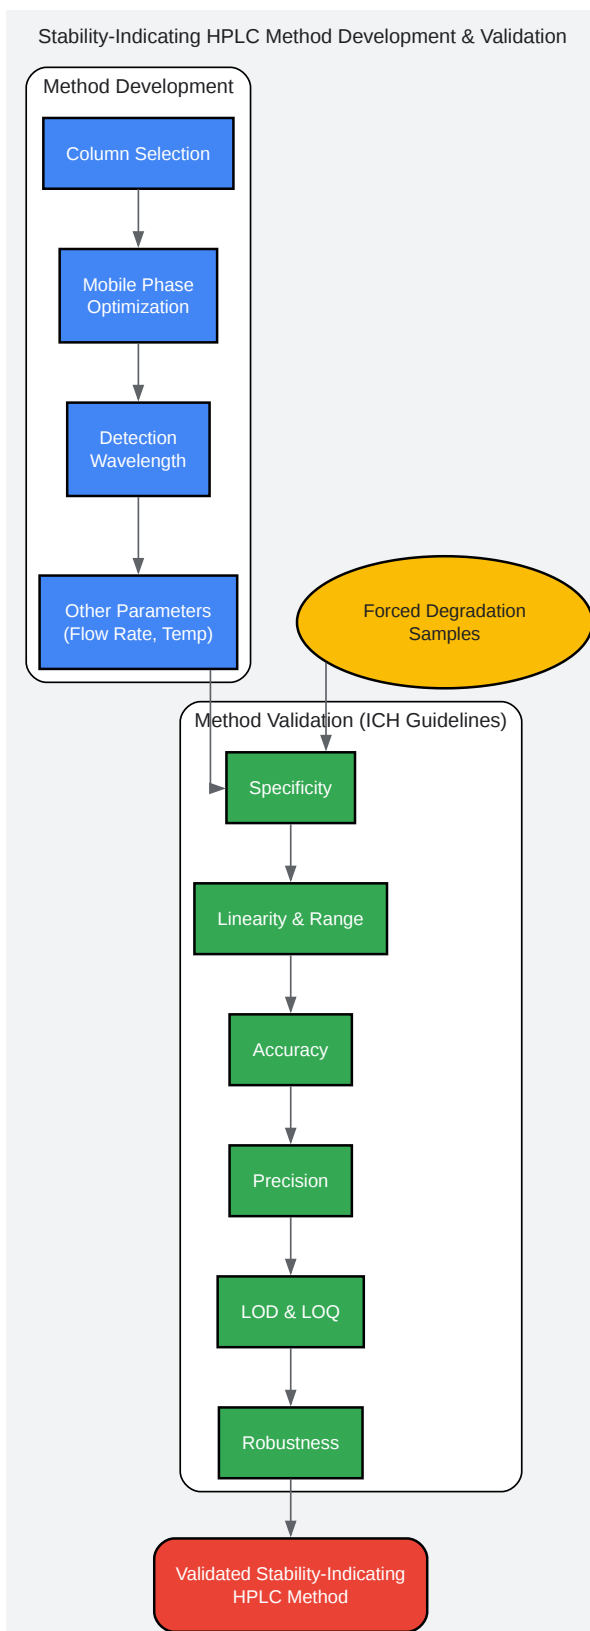 Stability-Indicating HPLC Method Development & Validation
Method Development
Column Selection
Mobile Phase
Optimization
Detection
Wavelength
Other Parameters
(Flow Rate, Temp)
Forced Degradation
Samples
Method Validation (ICH Guidelines)
Specificity
Linearity & Range
Accuracy
Precision
LOD & LOQ
Robustness
Validated Stability-Indicating
HPLC Method